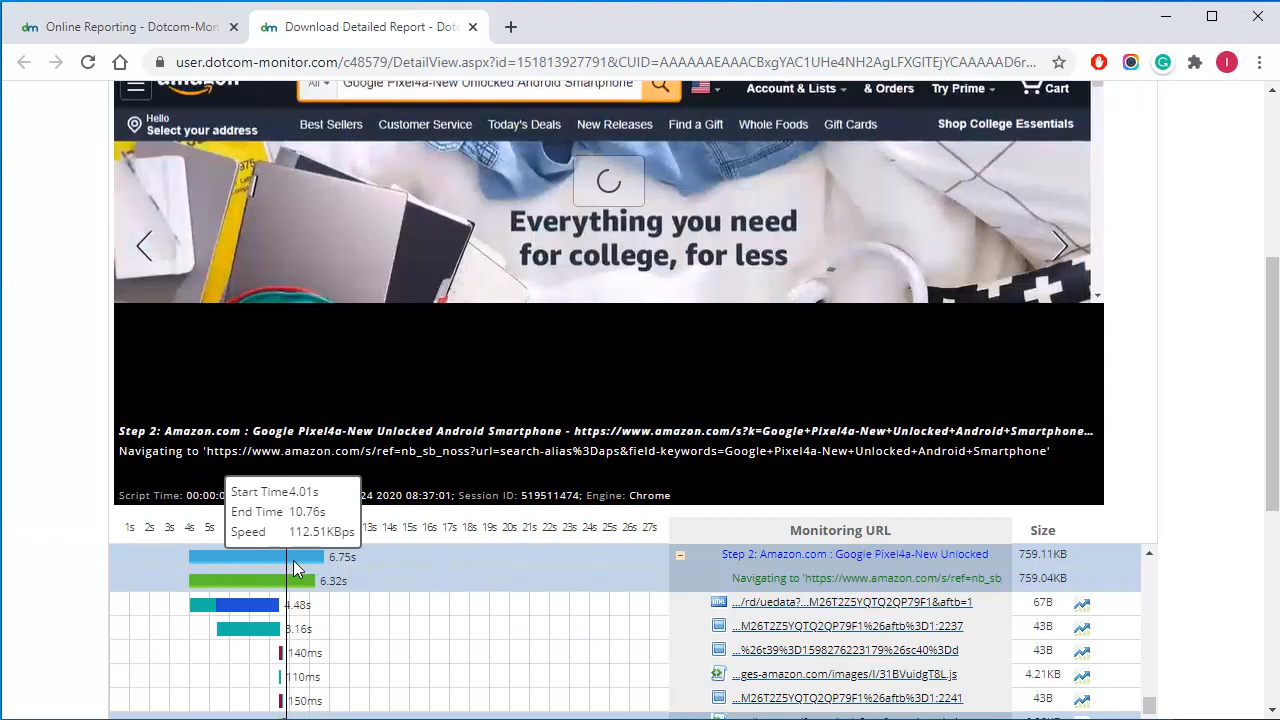 Online Reporting - Dotcom-Mon
Download Detailed Report - Dot
user.dotcom-monitor.com/c48579/DetailView.aspx?id=151813927791&CUID=AAAAAAEAAACBxgYAC1UHe4NH2AgLFXGITEJYCAAAAAD6r...
I
amazon
All
Google Pixel4a-New Unlocked Android Smartphone
Account & Lists
& Orders
Try Prime
Cart
Hello
Select your address
Best Sellers
Customer Service
Today's Deals
New Releases
Find a Gift
Whole Foods
Gift Cards
Shop College Essentials
Everything you need
for college, for less
Step 2: Amazon.com : Google Pixel4a-New Unlocked Android Smartphone - https://www.amazon.com/s?k=Google+Pixel4a-New+Unlocked+Android+Smartphone...
Navigating to 'https://www.amazon.com/s/ref=nb_sb_noss?url=search-alias%3Daps&field-keywords=Google+Pixel4a-New+Unlocked+Android+Smartphone'
Script Time: 00:00:0 24 2020 08:37:01; Session ID: 519511474; Engine: Chrome
Start Time4.01s
End Time 10.76s
Speed 112.51KBps
1s 2s 3s 4s 5s 13s 14s 15s 16s 17s 18s 19s 20s 21s 22s 23s 24s 25s 26s 27s
Monitoring URL
Size
6.75s
Step 2: Amazon.com : Google Pixel4a-New Unlocked
759.11KB
6.32s
Navigating to 'https://www.amazon.com/s/ref=nb_sb
759.04KB
4.48s
.../rd/uedata?...M26T2Z5YQTQ2QP79F1&aftb=1
67B
3.16s
...M26T2Z5YQTQ2QP79F1%26aftb%3D1:2237
43B
140ms
...%26t39%3D1598276223179%26sc40%3Dd
43B
110ms
...ges-amazon.com/images/I/31BVuidgT8L.js
4.21KB
150ms
...M26T2Z5YQTQ2QP79F1%26aftb%3D1:2241
43B